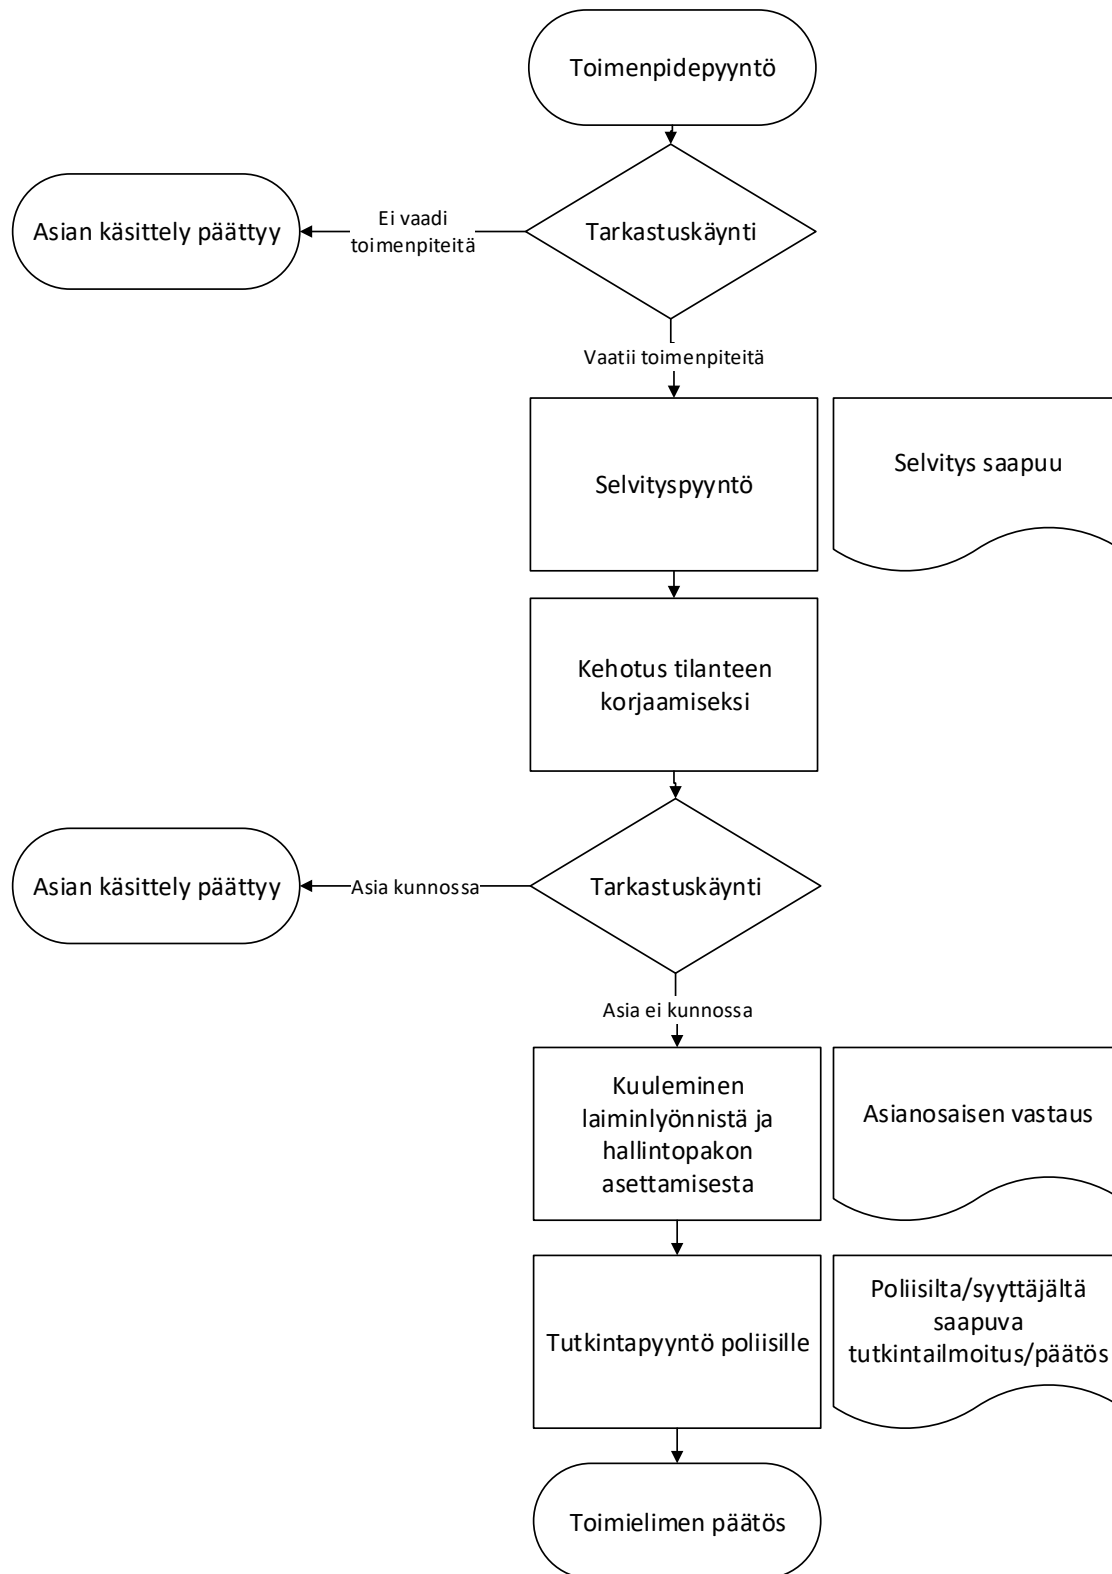 Toimenpidepyyntö
Asian käsittely päättyy
Ei vaadi
toimenpiteitä
Tarkastuskäynti
Vaatii toimenpiteitä
Selvityspyyntö
Selvitys saapuu
Kehotus tilanteen
korjaamiseksi
Asian käsittely päättyy
Asia kunnossa
Tarkastuskäynti
Asia ei kunnossa
Kuuleminen
laiminlyönnistä ja
hallintopakon
asettamisesta
Asianosaisen vastaus
Tutkintapyyntö poliisille
Poliisilta/syyttäjältä
saapuva
tutkintailmoitus/päätös
Toimielimen päätös